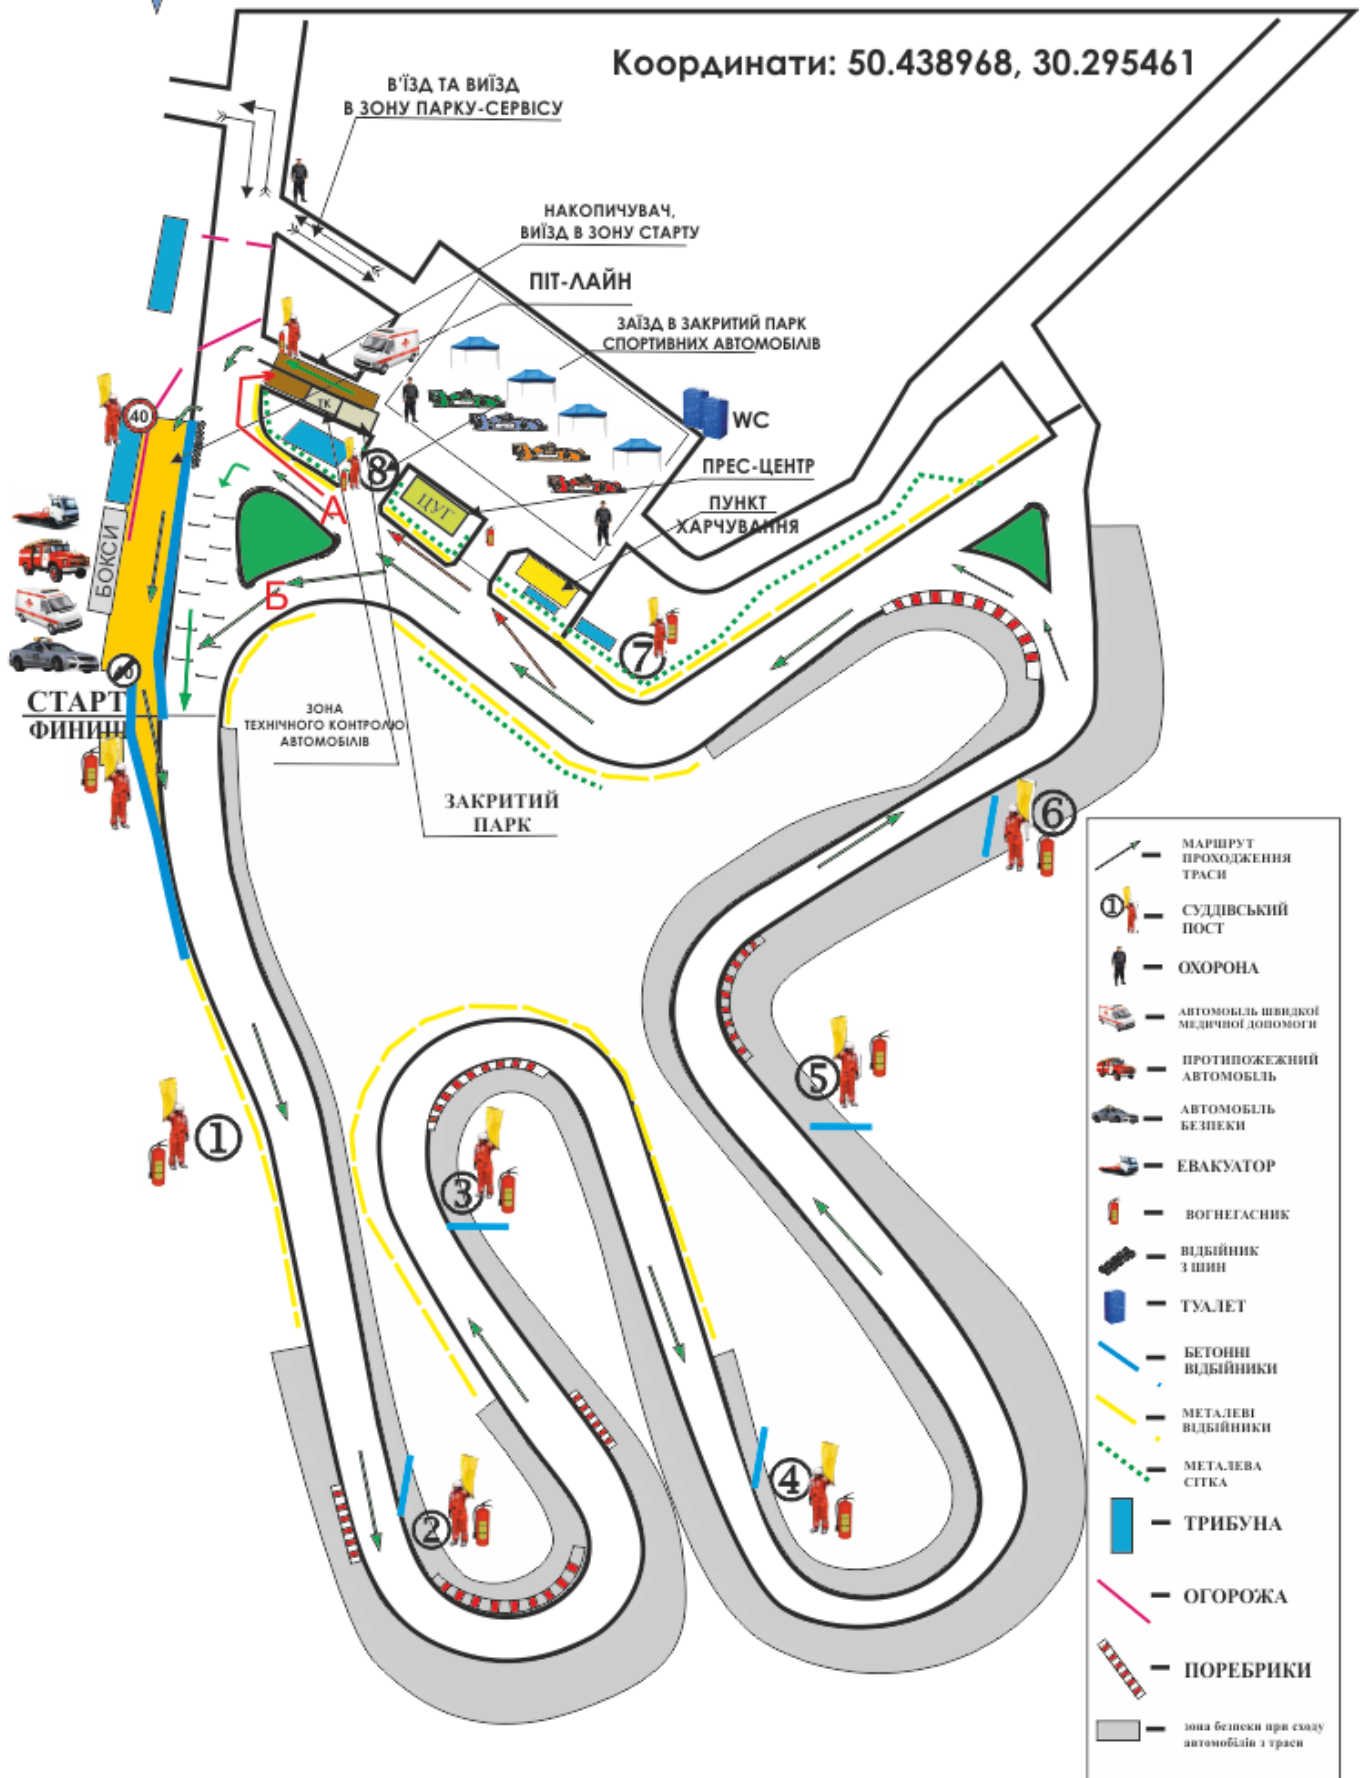 Координати: 50.438968, 30.295461
В'ЇЗД ТА ВИЇЗД
В ЗОНУ ПАРКУ-СЕРВІСУ
НАКОПИЧУВАЧ,
ВИЇЗД В ЗОНУ СТАРТУ
ПІТ-ЛАЙН
ЗАЇЗД В ЗАКРИТИЙ ПАРК
СПОРТИВНИХ АВТОМОБІЛІВ
ТК
40
WC
8
ПРЕС-ЦЕНТР
ЦУГ
ПУНКТ
ХАРЧУВАННЯ
А
БОКСИ
Б
7
СТАРТ
ФИНИШ
ЗОНА
ТЕХНІЧНОГО КОНТРОЛЮ
АВТОМОБІЛІВ
ЗАКРИТИЙ
ПАРК
6
5
1
3
4
2
МАРШРУТ
ПРОХОДЖЕННЯ
ТРАСИ
1
СУДДІВСЬКИЙ
ПОСТ
ОХОРОНА
АВТОМОБІЛЬ ШВИДКОЇ
МЕДИЧНОЇ ДОПОМОГИ
ПРОТИПОЖЕЖНИЙ
АВТОМОБІЛЬ
АВТОМОБІЛЬ
БЕЗПЕКИ
ЕВАКУАТОР
ВОГНЕГАСНИК
ВІДБІЙНИК
З ШИН
ТУАЛЕТ
БЕТОННІ
ВІДБІЙНИКИ
МЕТАЛЕВІ
ВІДБІЙНИКИ
МЕТАЛЕВА
СІТКА
ТРИБУНА
ОГОРОЖА
ПОРЕБРИКИ
зона безпеки при сходу
автомобілів з траси